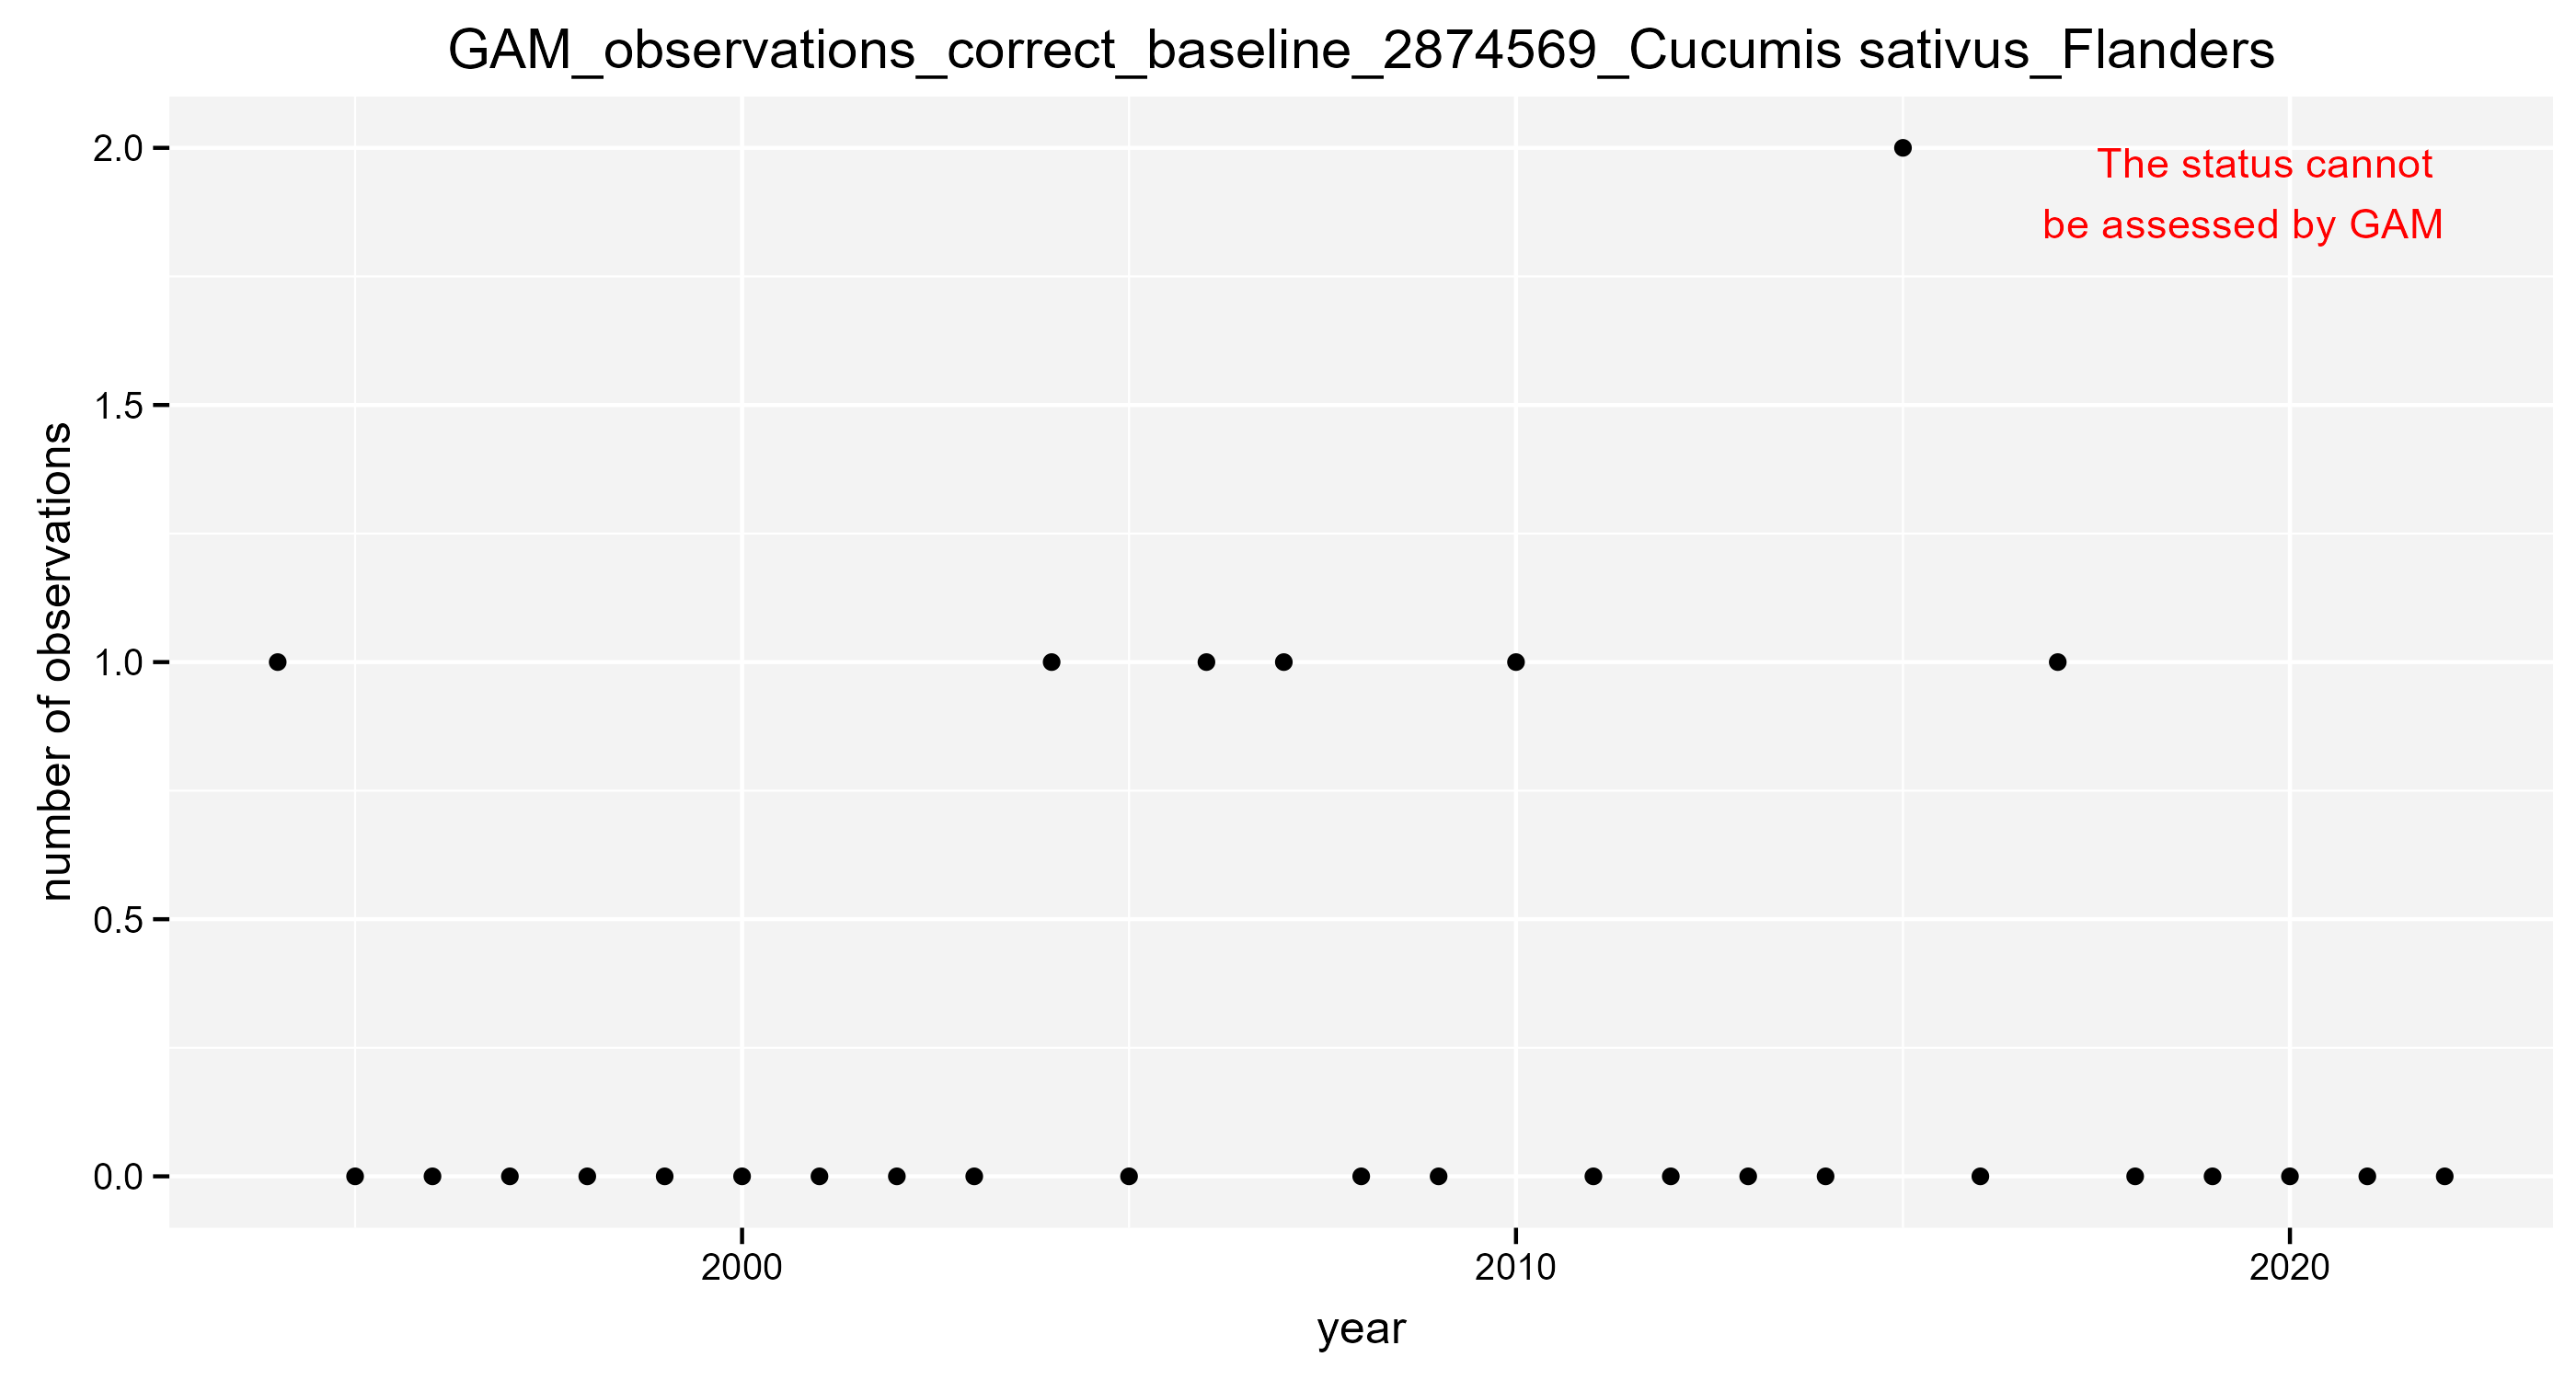 GAM_observations_correct_baseline_2874569_Cucumis sativus_Flanders
The status cannot
be assessed by GAM
number of observations
2.0
1.5
1.0
0.5
0.0
2000
2010
2020
year